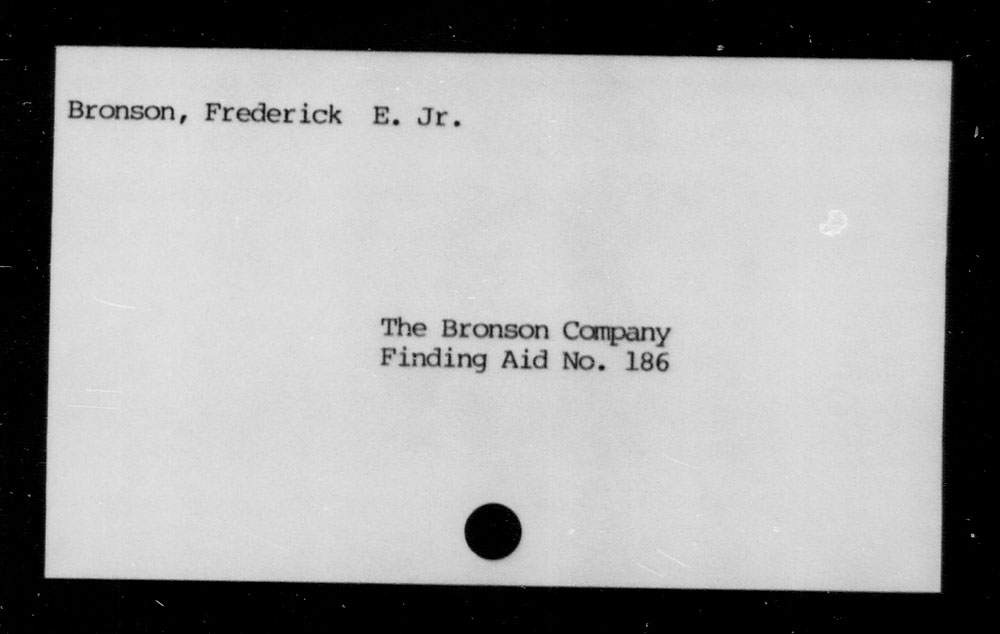 Bronson, Frederick E. Jr.
The Bronson Company
Finding Aid No. 186